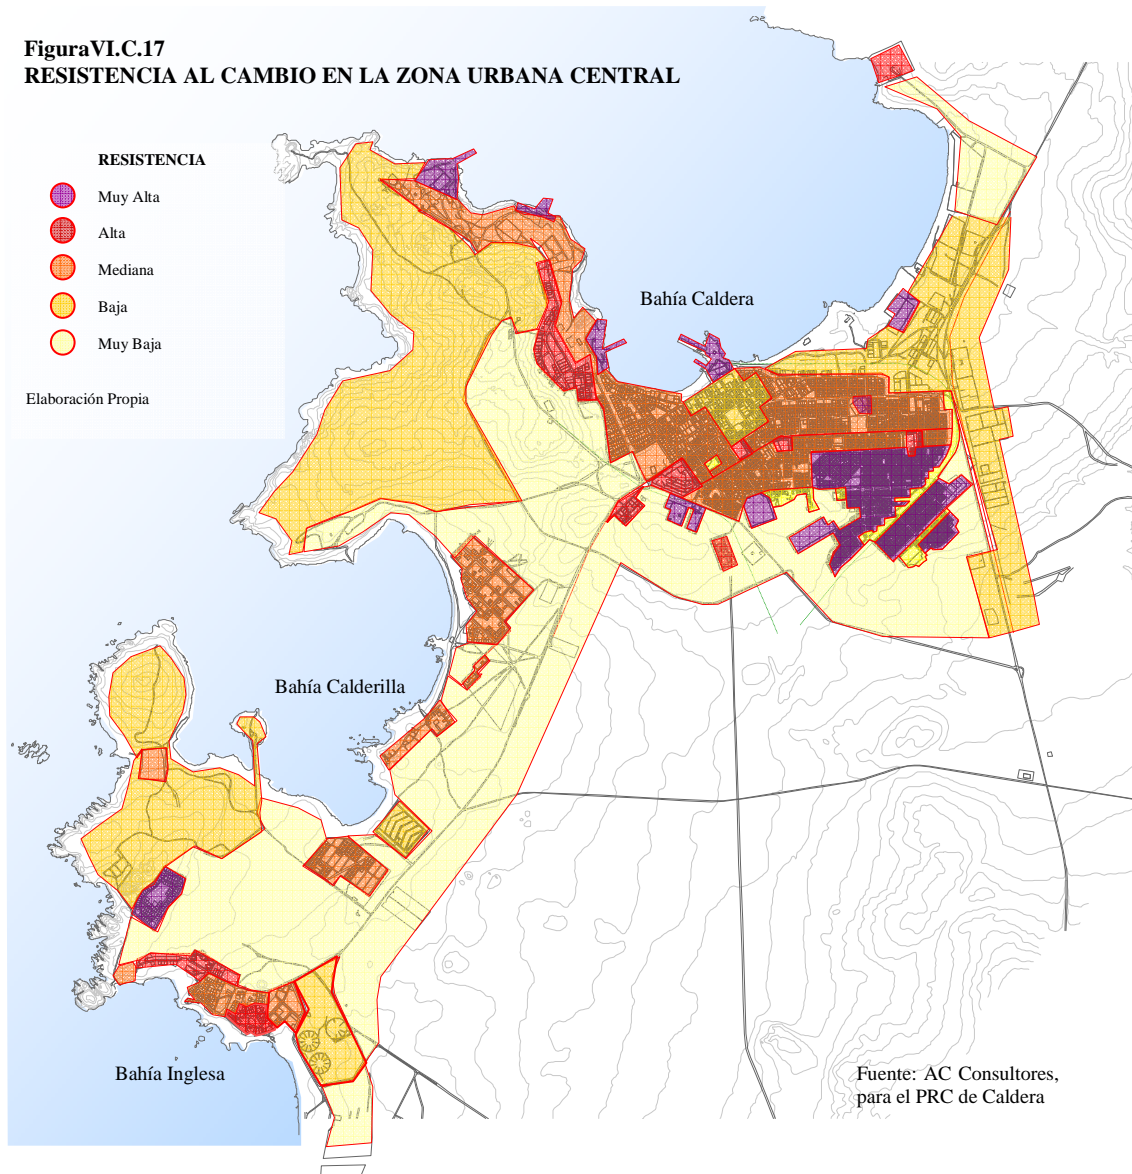 FiguraVI.C.17
RESISTENCIA AL CAMBIO EN LA ZONA URBANA CENTRAL
RESISTENCIA
Muy Alta
Alta
Mediana
Baja
Muy Baja
Elaboración Propia
Bahía Caldera
Bahía Calderilla
Bahía Inglesa
Fuente: AC Consultores,
para el PRC de Caldera